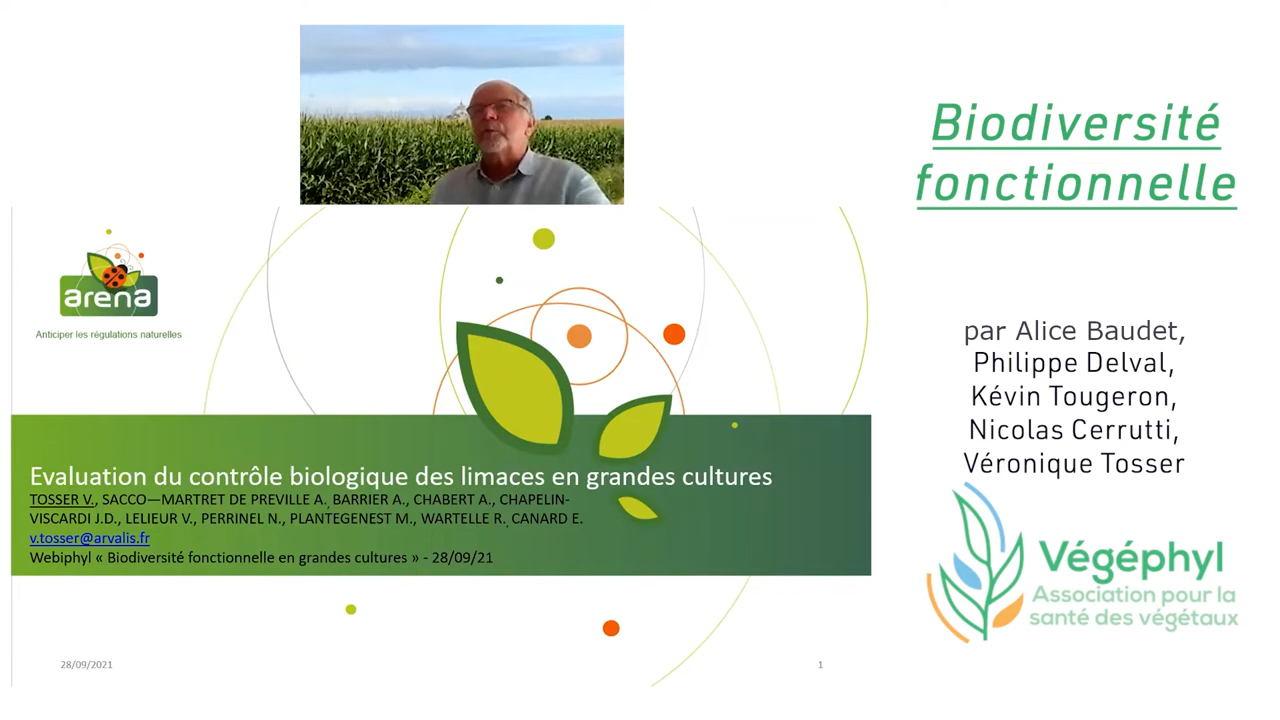 Biodiversité
fonctionnelle
arena
Anticiper les régulations naturelles
par Alice Baudet,
Philippe Delval,
Kévin Tougeron,
Nicolas Cerrutti,
Véronique Tosser
Evaluation du contrôle biologique des limaces en grandes cultures
TOSSER V., SACCO—MARTRET DE PREVILLE A., BARRIER A., CHABERT A., CHAPELIN-
VISCARDI J.D., LELIEUR V., PERRINEL N., PLANTEGENEST M., WARTELLE R., CANARD E.
v.tosser@arvalis.fr
Webiphyl « Biodiversité fonctionnelle en grandes cultures » - 28/09/21
Végéphyl
Association pour la
santé des végétaux
28/09/2021
1